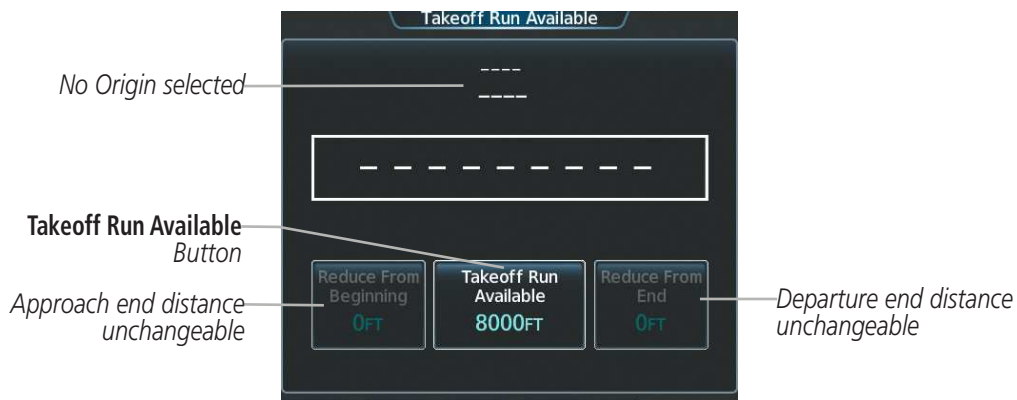 Takeoff Run Available
No Origin selected
----
----
– – – – – – – – –
Takeoff Run Available
Button
Reduce From
Beginning
0FT
Takeoff Run
Available
8000FT
Reduce From
End
0FT
Approach end distance
unchangeable
Departure end distance
unchangeable